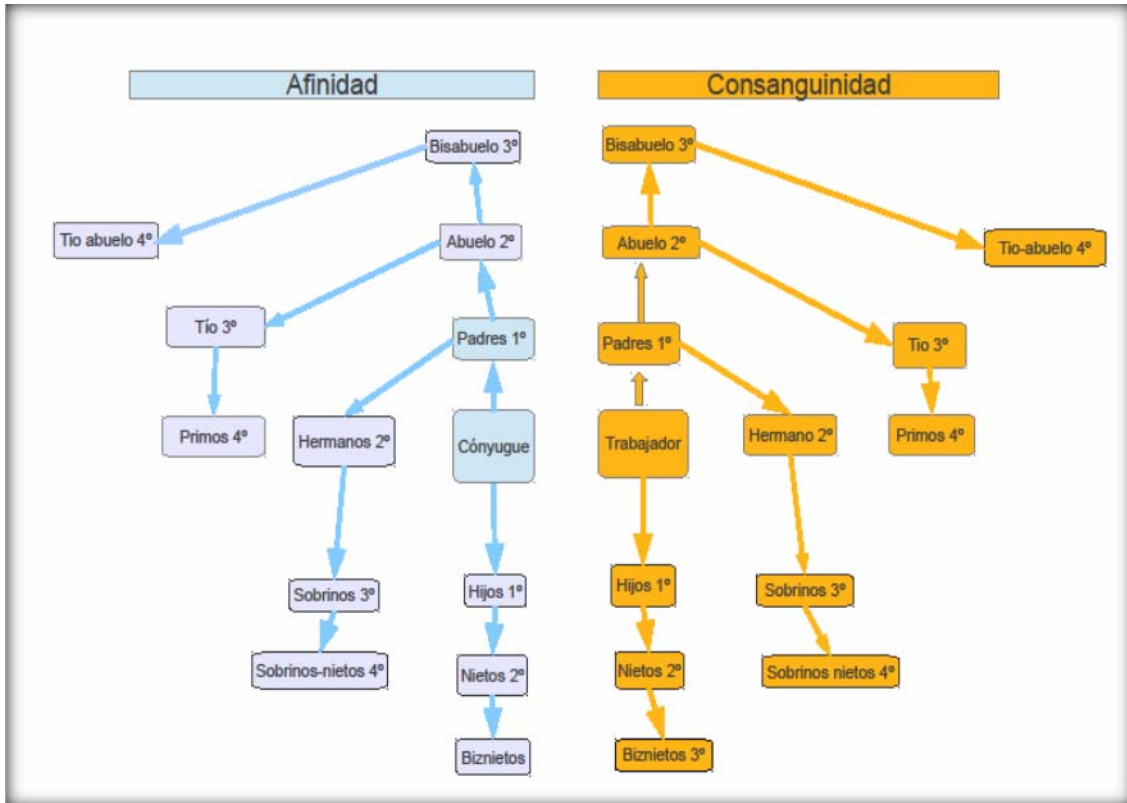 Afinidad
Consanguinidad
Bisabuelo 3º
Bisabuelo 3º
Tio abuelo 4º
Abuelo 2º
Abuelo 2º
Tio-abuelo 4º
Tío 3º
Padres 1º
Padres 1º
Tio 3º
Primos 4º
Hermanos 2º
Cónyugue
Trabajador
Hermano 2º
Primos 4º
Sobrinos 3º
Hijos 1º
Hijos 1º
Sobrinos 3º
Sobrinos-nietos 4º
Nietos 2º
Nietos 2º
Sobrinos nietos 4º
Biznietos
Biznietos 3º